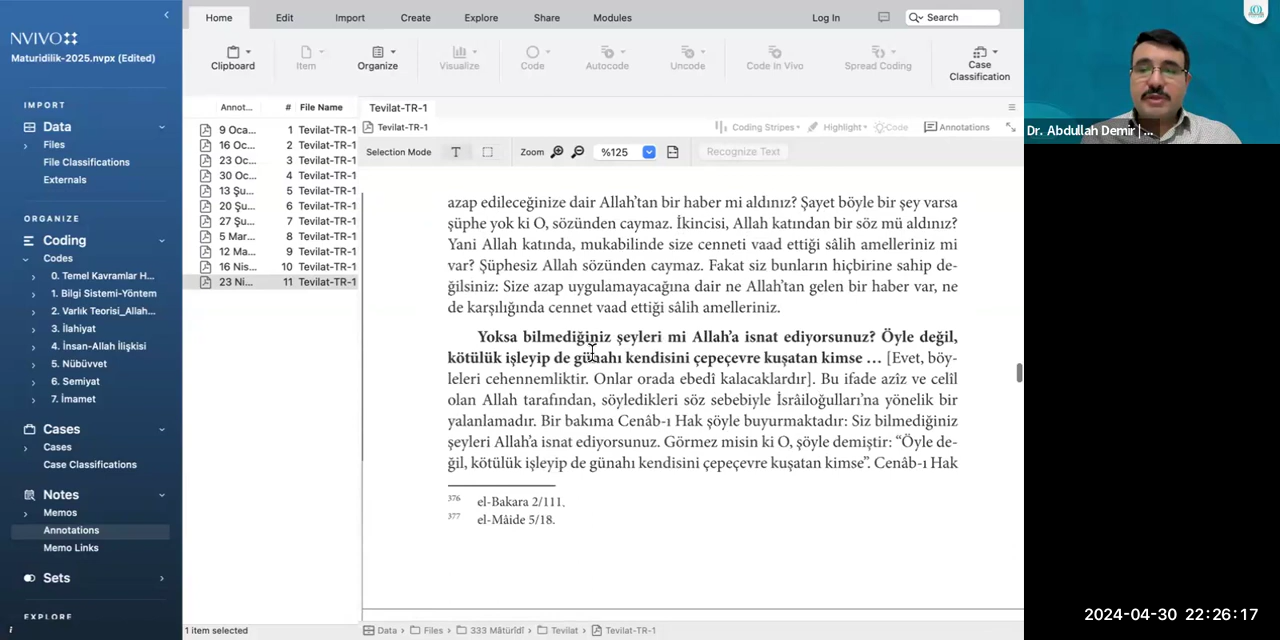 Home Edit Import Create Explore Share Modules Log In Search
NVIVO
Maturidilik-2025.nvpx (Edited)
Clipboard Item Organize Visualize Code Autocode Uncode Code In Vivo Spread Coding Case Classification
IMPORT
Data
Files
File Classifications
Externals
ORGANIZE
Coding
Codes
0. Temel Kavramlar H...
1. Bilgi Sistemi-Yöntem
2. Varlık Teorisi_Allah...
3. İlahiyat
4. İnsan-Allah İlişkisi
5. Nübüvvet
6. Semiyat
7. İmamet
Cases
Cases
Case Classifications
Notes
Memos
Annotations
Memo Links
Sets
EXPLORE
Annot... # File Name
9 Oca... 1 Tevilat-TR-1
16 Oc... 2 Tevilat-TR-1
23 Oc... 3 Tevilat-TR-1
30 Oc... 4 Tevilat-TR-1
13 Şu... 5 Tevilat-TR-1
20 Şu... 6 Tevilat-TR-1
27 Şu... 7 Tevilat-TR-1
5 Mar... 8 Tevilat-TR-1
12 Ma... 9 Tevilat-TR-1
16 Nis... 10 Tevilat-TR-1
23 Ni... 11 Tevilat-TR-1
1 item selected
Tevilat-TR-1
Tevilat-TR-1 Coding Stripes Highlight Code Annotations
Selection Mode T Zoom %125 Recognize Text
azap edileceğinize dair Allah'tan bir haber mi aldınız? Şayet böyle bir şey varsa
şüphe yok ki O, sözünden caymaz. İkincisi, Allah katından bir söz mü aldınız?
Yani Allah katında, mukabilinde size cenneti vaad ettiği sâlih amelleriniz mi
var? Şüphesiz Allah sözünden caymaz. Fakat siz bunların hiçbirine sahip de-
ğilsiniz: Size azap uygulamayacağına dair ne Allah'tan gelen bir haber var, ne
de karşılığında cennet vaad ettiği sâlih amelleriniz.
Yoksa bilmediğiniz şeyleri mi Allah'a isnat ediyorsunuz? Öyle değil,
kötülük işleyip de günahı kendisini çepeçevre kuşatan kimse … [Evet, böy-
leleri cehennemliktir. Onlar orada ebedî kalacaklardır]. Bu ifade azîz ve celîl
olan Allah tarafından, söyledikleri söz sebebiyle İsrâiloğulları'na yönelik bir
yalanlamadır. Bir bakıma Cenâb-ı Hak şöyle buyurmaktadır: Siz bilmediğiniz
şeyleri Allah'a isnat ediyorsunuz. Görmez misin ki O, şöyle demiştir: “Öyle de-
ğil, kötülük işleyip de günahı kendisini çepeçevre kuşatan kimse”. Cenâb-ı Hak
376 el-Bakara 2/111.
377 el-Mâide 5/18.
Data Files 333 Mâtürîdî Tevilat Tevilat-TR-1
Dr. Abdullah Demir | ...
2024-04-30 22:26:17